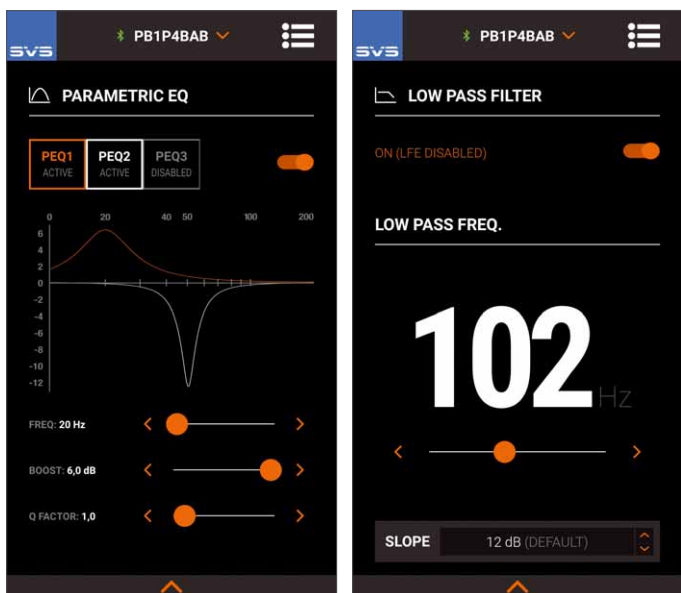 SVS
PB1P4BAB
PARAMETRIC EQ
PEQ1 PEQ2 PEQ3
ACTIVE ACTIVE DISABLED
0 20 40 50 100 200
6
4
2
0
-2
-4
-6
-8
-10
-12
FREQ: 20 Hz
BOOST: 6,0 dB
Q FACTOR: 1,0
SVS
PB1P4BAB
LOW PASS FILTER
ON (LFE DISABLED)
LOW PASS FREQ.
102 Hz
SLOPE 12 dB (DEFAULT)